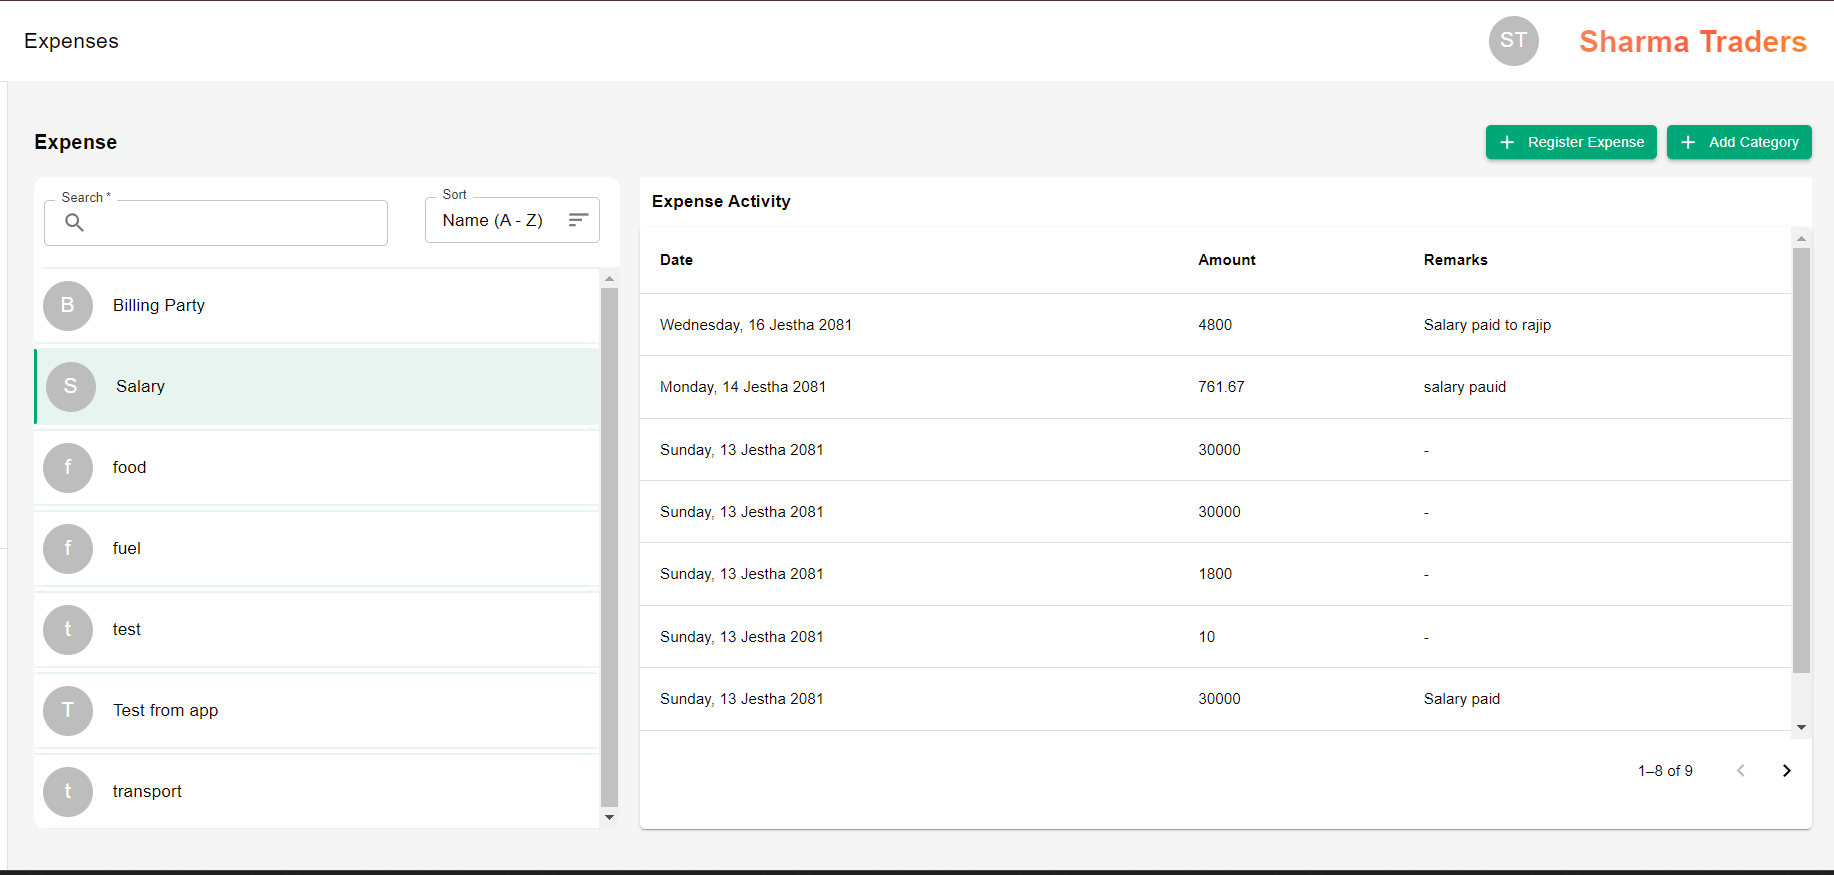 Expenses
ST
Sharma Traders
Expense
Register Expense
Add Category
Search *
Sort
Name (A - Z)
B
Billing Party
S
Salary
f
food
f
fuel
t
test
T
Test from app
t
transport
Expense Activity
Date Amount Remarks
Wednesday, 16 Jestha 2081 4800 Salary paid to rajip
Monday, 14 Jestha 2081 761.67 salary pauid
Sunday, 13 Jestha 2081 30000 -
Sunday, 13 Jestha 2081 30000 -
Sunday, 13 Jestha 2081 1800 -
Sunday, 13 Jestha 2081 10 -
Sunday, 13 Jestha 2081 30000 Salary paid
1–8 of 9